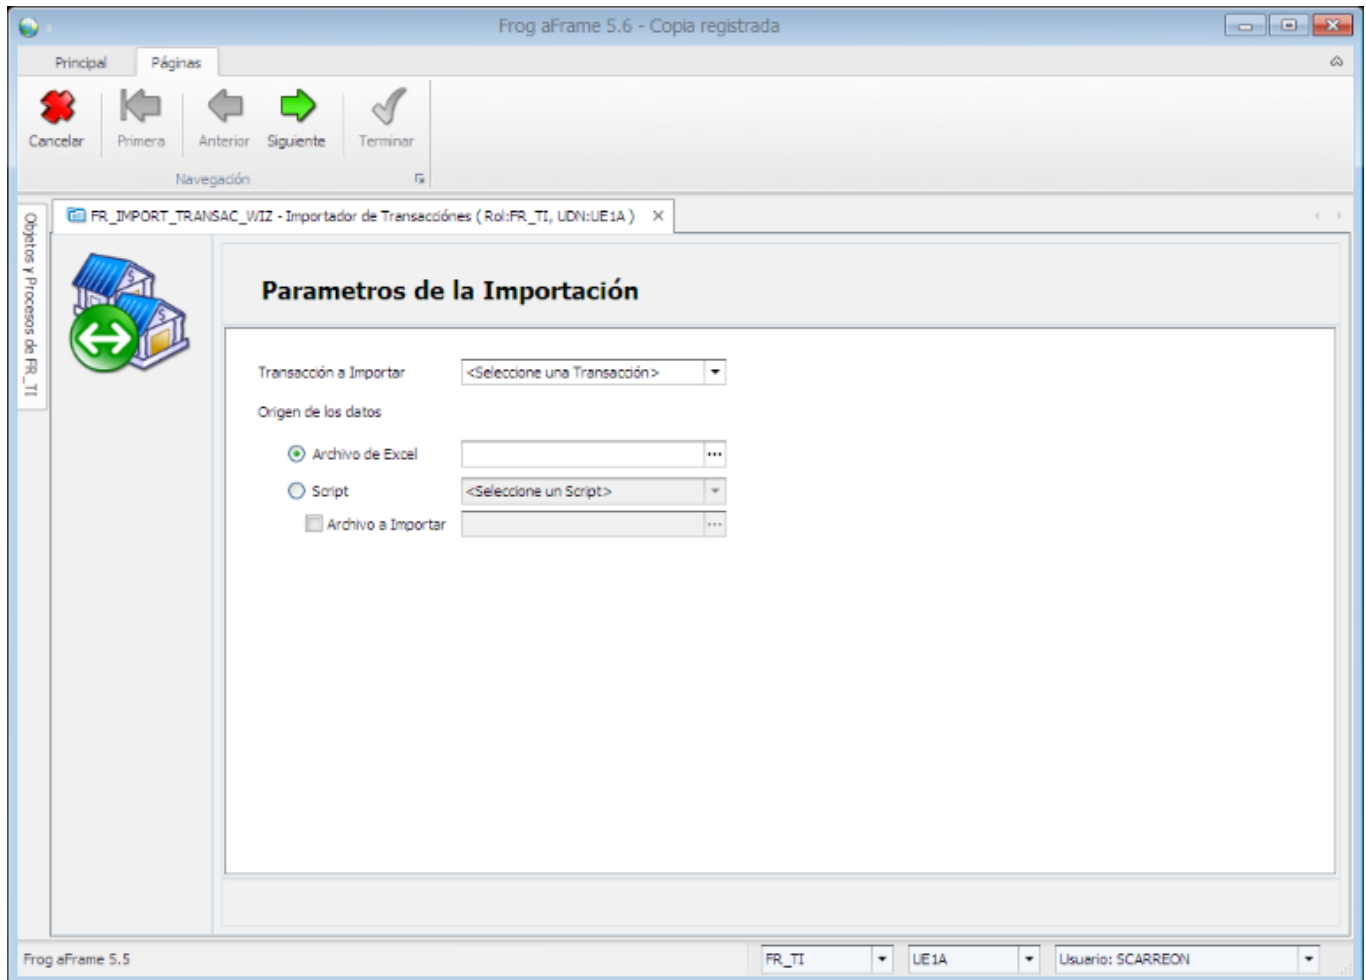 Frog aFrame 5.6 - Copia registrada
Principal Páginas
Cancelar Primera Anterior Siguiente Terminar
Navegación
Objetos y Procesos de FR_TI
FR_IMPORT_TRANSAC_WIZ - Importador de Transacciónes ( Rol:FR_TI, UDN:UE1A )
Parametros de la Importación
Transacción a Importar <Seleccione una Transacción>
Origen de los datos
Archivo de Excel
Script <Seleccione un Script>
Archivo a Importar
Frog aFrame 5.5 FR_TI UE1A Usuario: SCARREON